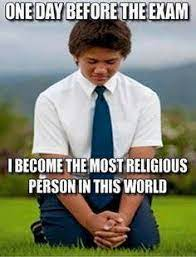 ONE DAY BEFORE THE EXAM
I BECOME THE MOST RELIGIOUS
PERSON IN THIS WORLD